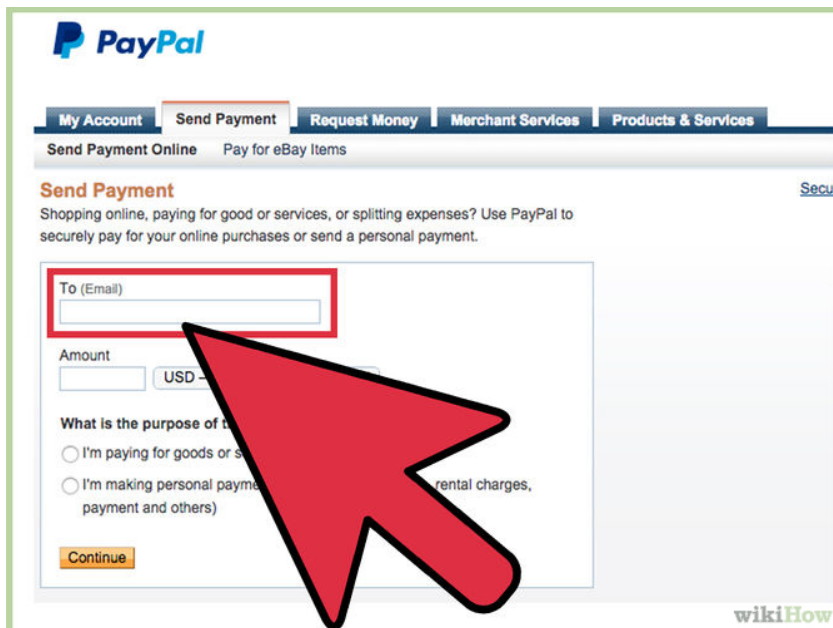 PayPal
My Account Send Payment Request Money Merchant Services Products & Services
Send Payment Online Pay for eBay Items
Send Payment
Shopping online, paying for good or services, or splitting expenses? Use PayPal to
securely pay for your online purchases or send a personal payment.
To (Email)
Amount
USD –
What is the purpose of
I'm paying for goods or
I'm making personal rental charges,
payment and others)
Continue
wikiHow